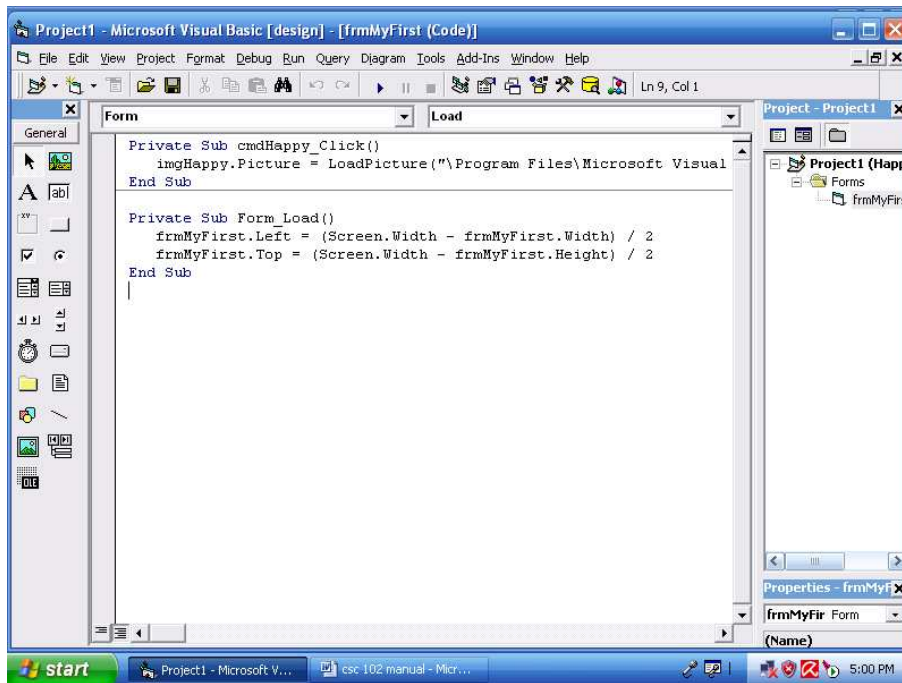 Project1 - Microsoft Visual Basic [design] - [frmMyFirst (Code)]
File Edit View Project Format Debug Run Query Diagram Tools Add-Ins Window Help
Ln 9, Col 1
General
Form Load
Project - Project1
Private Sub cmdHappy_Click()
imgHappy.Picture = LoadPicture("\Program Files\Microsoft Visual
End Sub
Private Sub Form_Load()
frmMyFirst.Left = (Screen.Width - frmMyFirst.Width) / 2
frmMyFirst.Top = (Screen.Width - frmMyFirst.Height) / 2
End Sub
A ab|
XY
OLE
Project1 (Happ
Forms
frmMyFir
Properties - frmMyF
frmMyFir Form
(Name)
start Project1 - Microsoft V... csc 102 manual - Micr... 5:00 PM